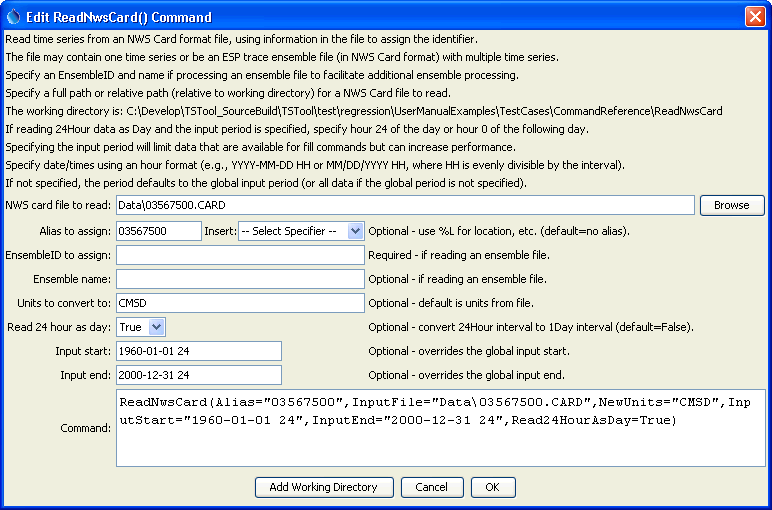 Edit ReadNwsCard() Command
Read time series from an NWS Card format file, using information in the file to assign the identifier.
The file may contain one time series or be an ESP trace ensemble file (in NWS Card format) with multiple time series.
Specify an EnsembleID and name if processing an ensemble file to facilitate additional ensemble processing.
Specify a full path or relative path (relative to working directory) for a NWS Card file to read.
The working directory is: C:\Develop\TSTool_SourceBuild\TSTool\test\regression\UserManualExamples\TestCases\CommandReference\ReadNwsCard
If reading 24Hour data as Day and the input period is specified, specify hour 24 of the day or hour 0 of the following day.
Specifying the input period will limit data that are available for fill commands but can increase performance.
Specify date/times using an hour format (e.g., YYYY-MM-DD HH or MM/DD/YYYY HH, where HH is evenly divisible by the interval).
If not specified, the period defaults to the global input period (or all data if the global period is not specified).
NWS card file to read: Data\03567500.CARD Browse
Alias to assign: 03567500 Insert: -- Select Specifier -- Optional - use %L for location, etc. (default=no alias).
EnsembleID to assign: Required - if reading an ensemble file.
Ensemble name: Optional - if reading an ensemble file.
Units to convert to: CMSD Optional - default is units from file.
Read 24 hour as day: True Optional - convert 24Hour interval to 1Day interval (default=False).
Input start: 1960-01-01 24 Optional - overrides the global input start.
Input end: 2000-12-31 24 Optional - overrides the global input end.
Command: ReadNwsCard(Alias="03567500",InputFile="Data\03567500.CARD",NewUnits="CMSD",In
putStart="1960-01-01 24",InputEnd="2000-12-31 24",Read24HourAsDay=True)
Add Working Directory Cancel OK